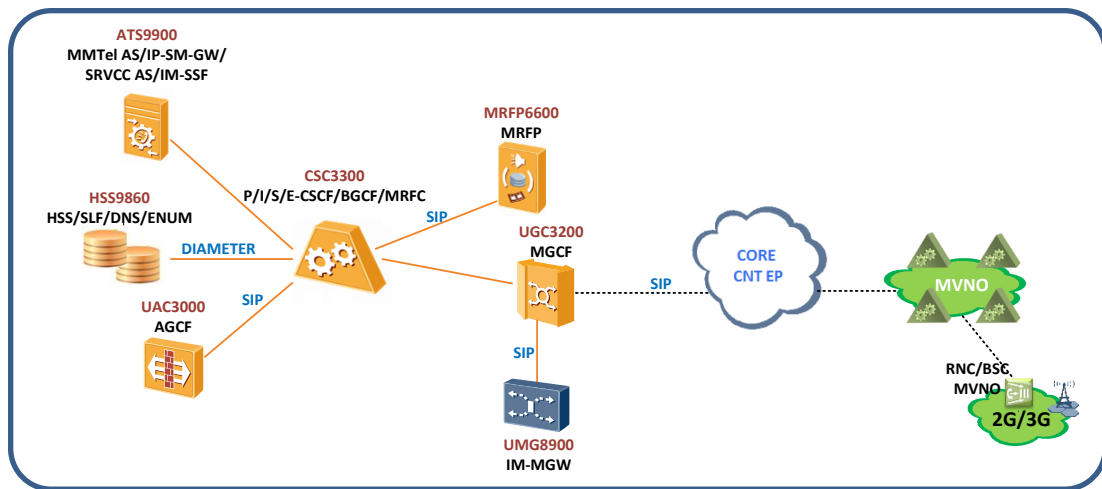 ATS9900
MMTel AS/IP-SM-GW/
SRVCC AS/IM-SSF
MRFP6600
MRFP
CSC3300
P/I/S/E-CSCF/BGCF/MRFC
HSS9860
HSS/SLF/DNS/ENUM
SIP
DIAMETER
UGC3200
MGCF
CORE
CNT EP
SIP
MVNO
UAC3000
AGCF
SIP
SIP
RNC/BSC
MVNO
2G/3G
UMG8900
IM-MGW